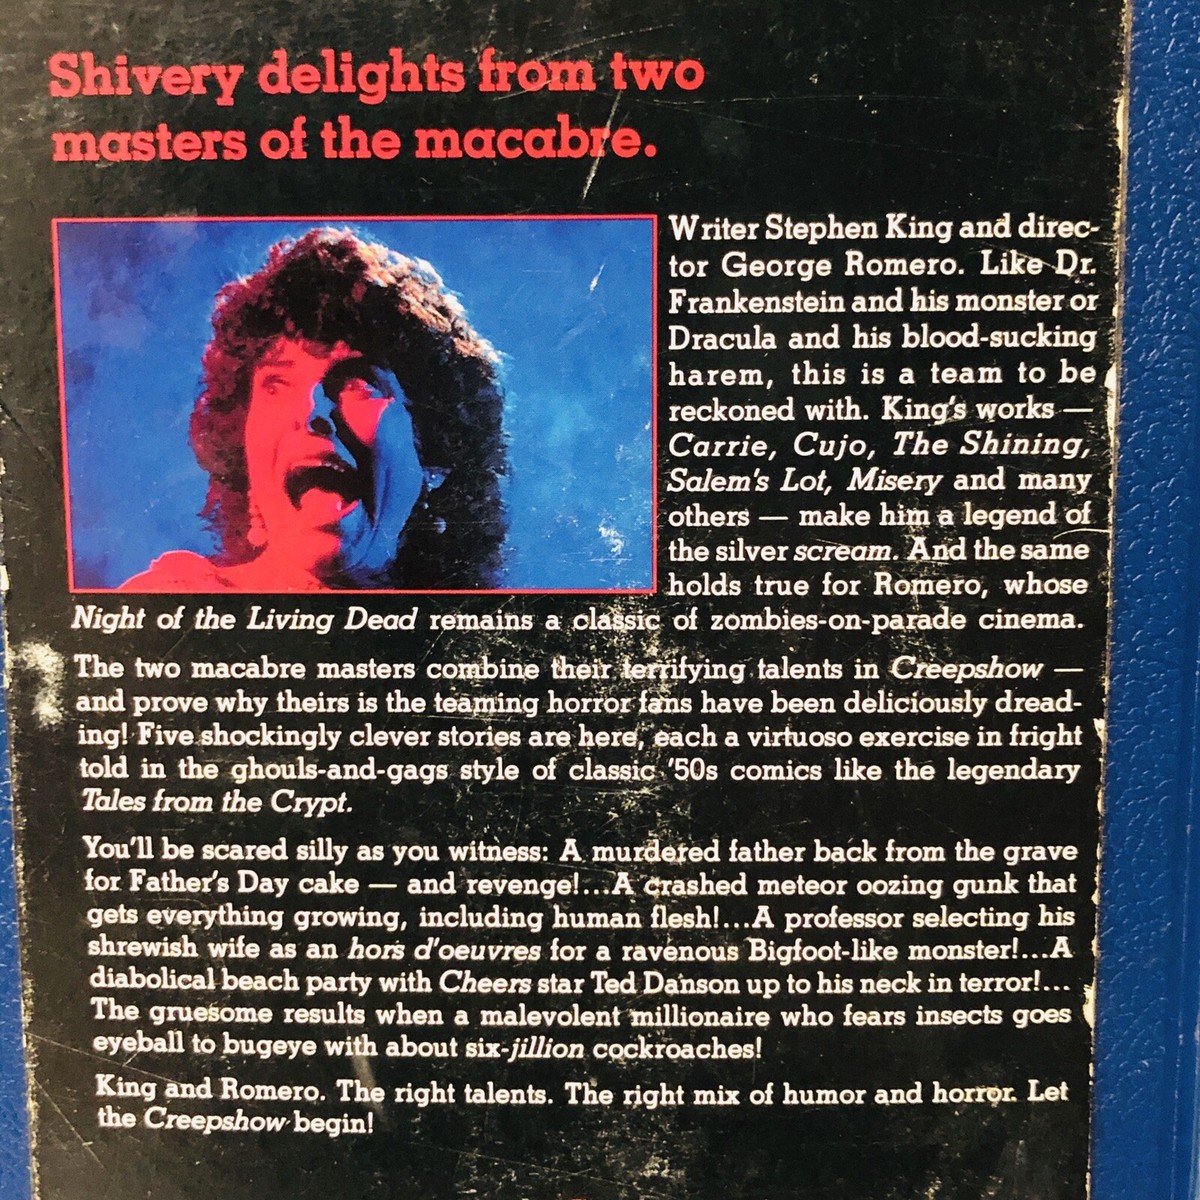 Shivery delights from two
masters of the macabre.
Writer Stephen King and direc-
tor George Romero. Like Dr.
Frankenstein and his monster or
Dracula and his blood-sucking
harem, this is a team to be
reckoned with. King's works —
Carrie, Cujo, The Shining,
Salem's Lot, Misery and many
others — make him a legend of
the silver scream. And the same
holds true for Romero, whose
Night of the Living Dead remains a classic of zombies-on-parade cinema.
The two macabre masters combine their terrifying talents in Creepshow —
and prove why theirs is the teaming horror fans have been deliciously dread-
ing! Five shockingly clever stories are here, each a virtuoso exercise in fright
told in the ghouls-and-gags style of classic '50s comics like the legendary
Tales from the Crypt.
You'll be scared silly as you witness: A murdered father back from the grave
for Father's Day cake — and revenge!...A crashed meteor oozing gunk that
gets everything growing, including human flesh!...A professor selecting his
shrewish wife as an hors d'oeuvres for a ravenous Bigfoot-like monster!...A
diabolical beach party with Cheers star Ted Danson up to his neck in terror!...
The gruesome results when a malevolent millionaire who fears insects goes
eyeball to bugeye with about six-jillion cockroaches!
King and Romero. The right talents. The right mix of humor and horror. Let
the Creepshow begin!